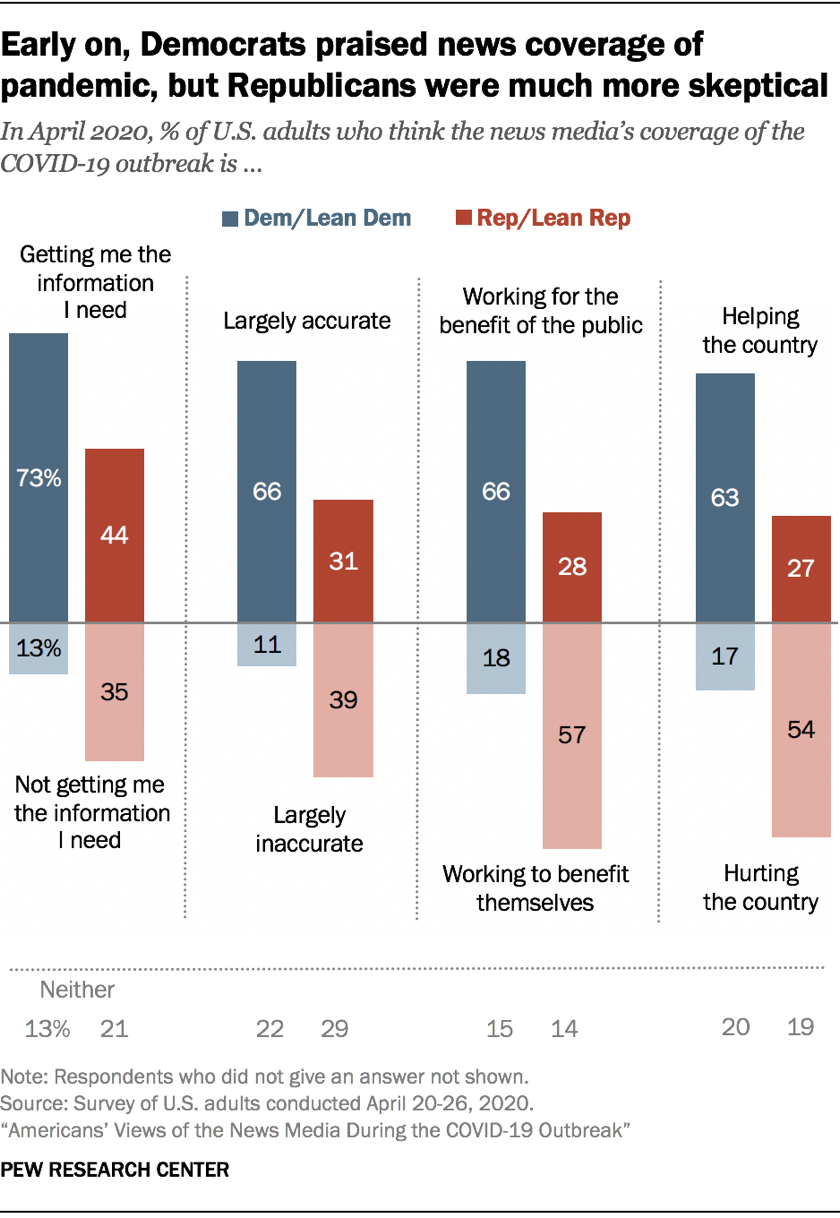 Early on, Democrats praised news coverage of
pandemic, but Republicans were much more skeptical
In April 2020, % of U.S. adults who think the news media's coverage of the
COVID-19 outbreak is ...
Dem/Lean Dem Rep/Lean Rep
Getting me the
information
I need
Largely accurate
Working for the
benefit of the public
Helping
the country
73% 44 66 31 66 28 63 27
13% 35 11 39 18 57 17 54
Not getting me
the information
I need
Largely
inaccurate
Working to benefit
themselves
Hurting
the country
Neither
13% 21 22 29 15 14 20 19
Note: Respondents who did not give an answer not shown.
Source: Survey of U.S. adults conducted April 20-26, 2020.
“Americans’ Views of the News Media During the COVID-19 Outbreak”
PEW RESEARCH CENTER